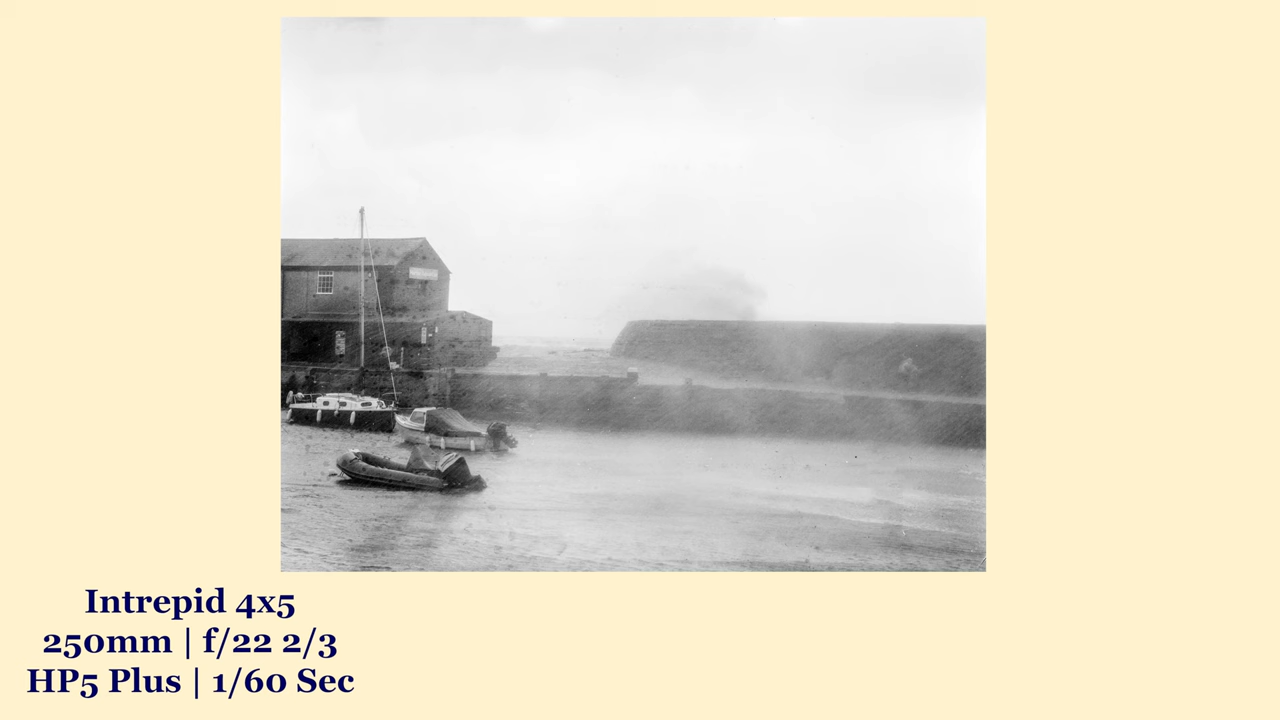 Intrepid 4x5
250mm | f/22 2/3
HP5 Plus | 1/60 Sec